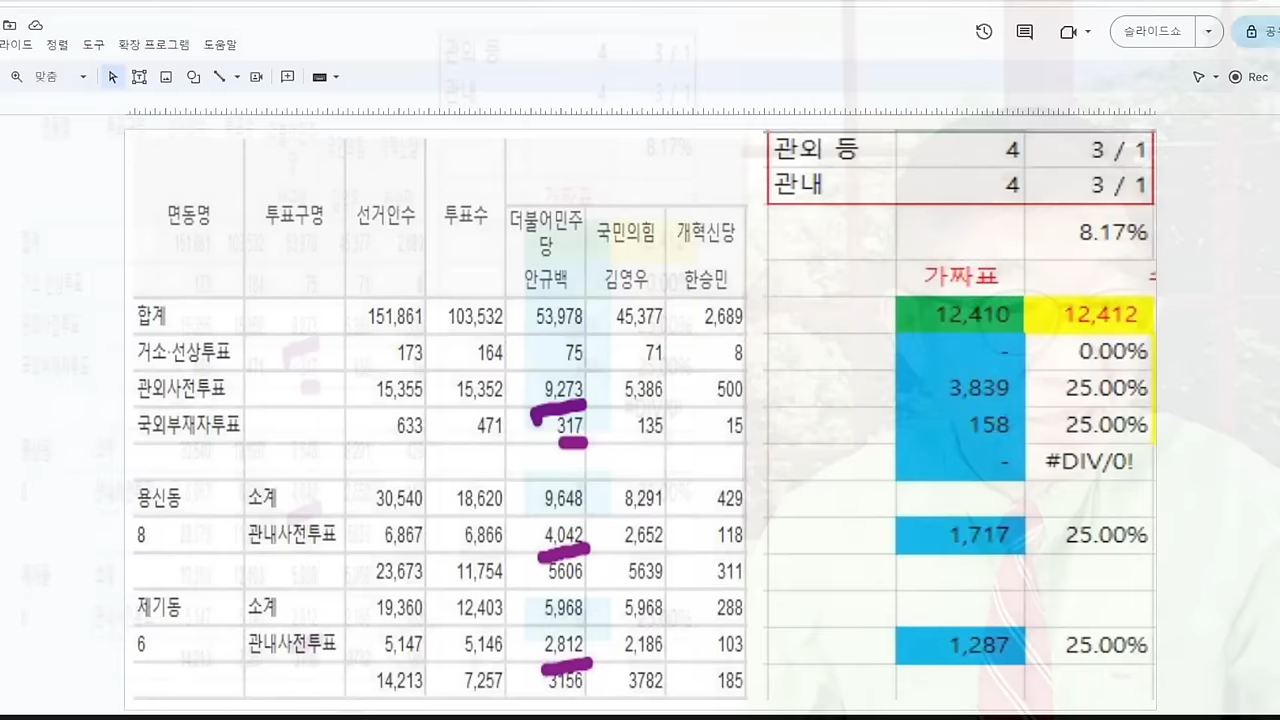 라이드 정렬 도구 확장 프로그램 도움말
슬라이드쇼
맞춤
Rec
관외 등 4 3 / 1
관내 4 3 / 1
8.17%
가짜표
12,410 12,412
- 0.00%
3,839 25.00%
158 25.00%
- #DIV/0!
1,717 25.00%
1,287 25.00%
면동명 투표구명 선거인수 투표수 더불어민주당 국민의힘 개혁신당
안규백 김영우 한승민
합계 151,861 103,532 53,978 45,377 2,689
거소·선상투표 173 164 75 71 8
관외사전투표 15,355 15,352 9,273 5,386 500
국외부재자투표 633 471 317 135 15
용신동 소계 30,540 18,620 9,648 8,291 429
8 관내사전투표 6,867 6,866 4,042 2,652 118
23,673 11,754 5606 5639 311
제기동 소계 19,360 12,403 5,968 5,968 288
6 관내사전투표 5,147 5,146 2,812 2,186 103
14,213 7,257 3156 3782 185